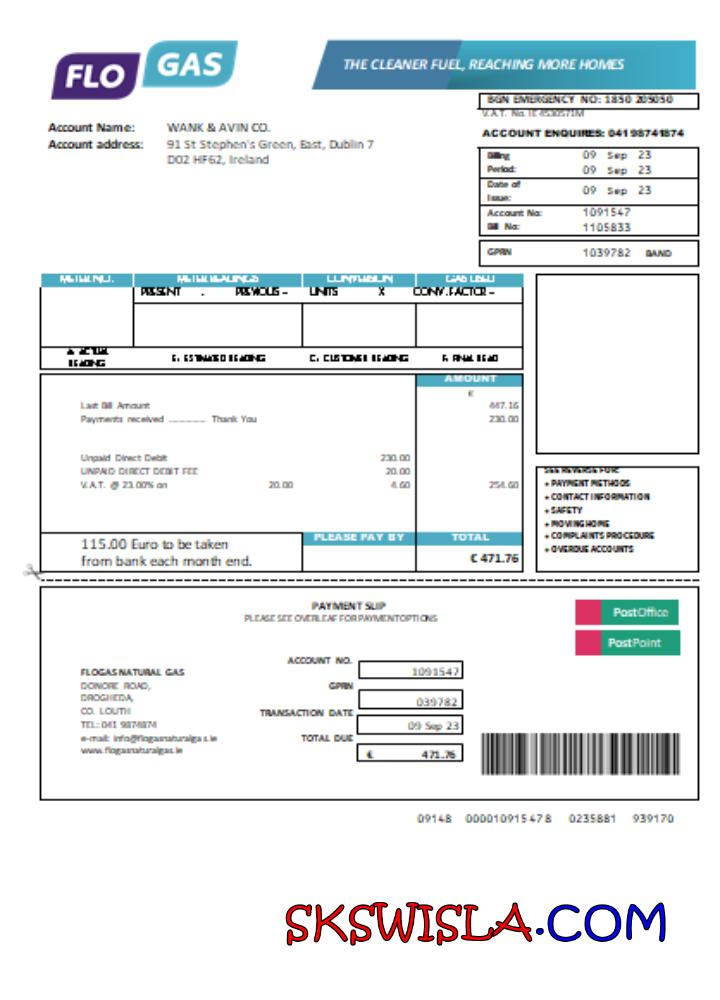 FLO GAS
THE CLEANER FUEL, REACHING MORE HOMES
BGN EMERGENCY NO: 1850 205050
V.A.T. No. IE4530571M
Account Name: WANK & AVIN CO.
Account address: 91 St Stephen's Green, East, Dublin 7
D02 HF62, Ireland
ACCOUNT ENQUIRES: 041 98741874
Billing
Period:
09 Sep 23
09 Sep 23
Date of
Issue:
09 Sep 23
Account No: 1091547
Bill No: 1105833
GPRN 1039782 BAND
METER NO. METER READINGS CONVERSION GAS USED
PRESENT - PREVIOUS – UNITS X CONV.FACTOR –
A: ACTUAL
READING
E: ESTIMATED READING C: CUSTOMER READING F: FINAL READ
AMOUNT
€
Last Bill Amount 447.16
Payments received ............... Thank You 230.00
Unpaid Direct Debit 230.00
UNPAID DIRECT DEBIT FEE 20.00
V.A.T. @ 23.00% on 20.00 4.60 254.60
SEE REVERSE FOR:
+ PAYMENT METHODS
+ CONTACT INFORMATION
+ SAFETY
+ MOVING HOME
+ COMPLAINTS PROCEDURE
+ OVERDUE ACCOUNTS
PLEASE PAY BY TOTAL
115.00 Euro to be taken
from bank each month end.
€ 471.76
PAYMENT SLIP
PLEASE SEE OVERLEAF FOR PAYMENT OPTIONS
PostOffice
PostPoint
FLOGAS NATURAL GAS
DONORE ROAD,
DROGHEDA,
CO. LOUTH
TEL: 041 9874874
e-mail: info@flogasnaturalgas.ie
www.flogasnaturalgas.ie
ACCOUNT NO. 1091547
GPRN 039782
TRANSACTION DATE 09 Sep 23
TOTAL DUE € 471.76
09148 000010915478 0235881 939170
SKSWISLA.COM